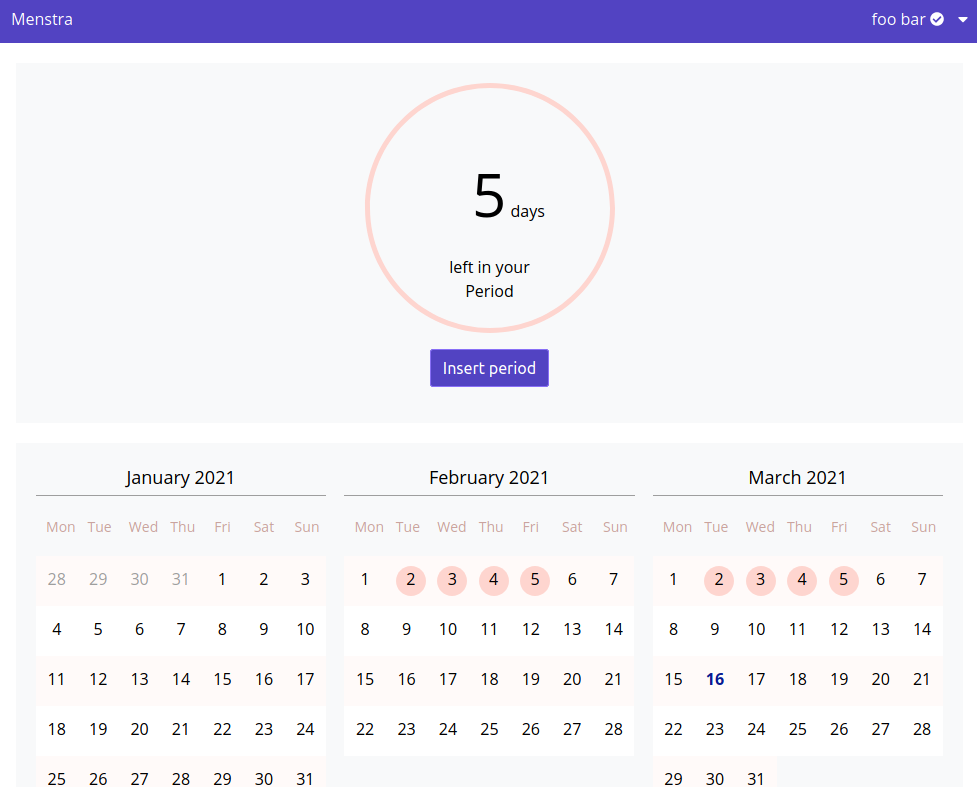 Menstra foo bar
5 days
left in your
Period
Insert period
January 2021 February 2021 March 2021
Mon Tue Wed Thu Fri Sat Sun Mon Tue Wed Thu Fri Sat Sun Mon Tue Wed Thu Fri Sat Sun
28 29 30 31 1 2 3 1 2 3 4 5 6 7 1 2 3 4 5 6 7
4 5 6 7 8 9 10 8 9 10 11 12 13 14 8 9 10 11 12 13 14
11 12 13 14 15 16 17 15 16 17 18 19 20 21 15 16 17 18 19 20 21
18 19 20 21 22 23 24 22 23 24 25 26 27 28 22 23 24 25 26 27 28
25 26 27 28 29 30 31 29 30 31